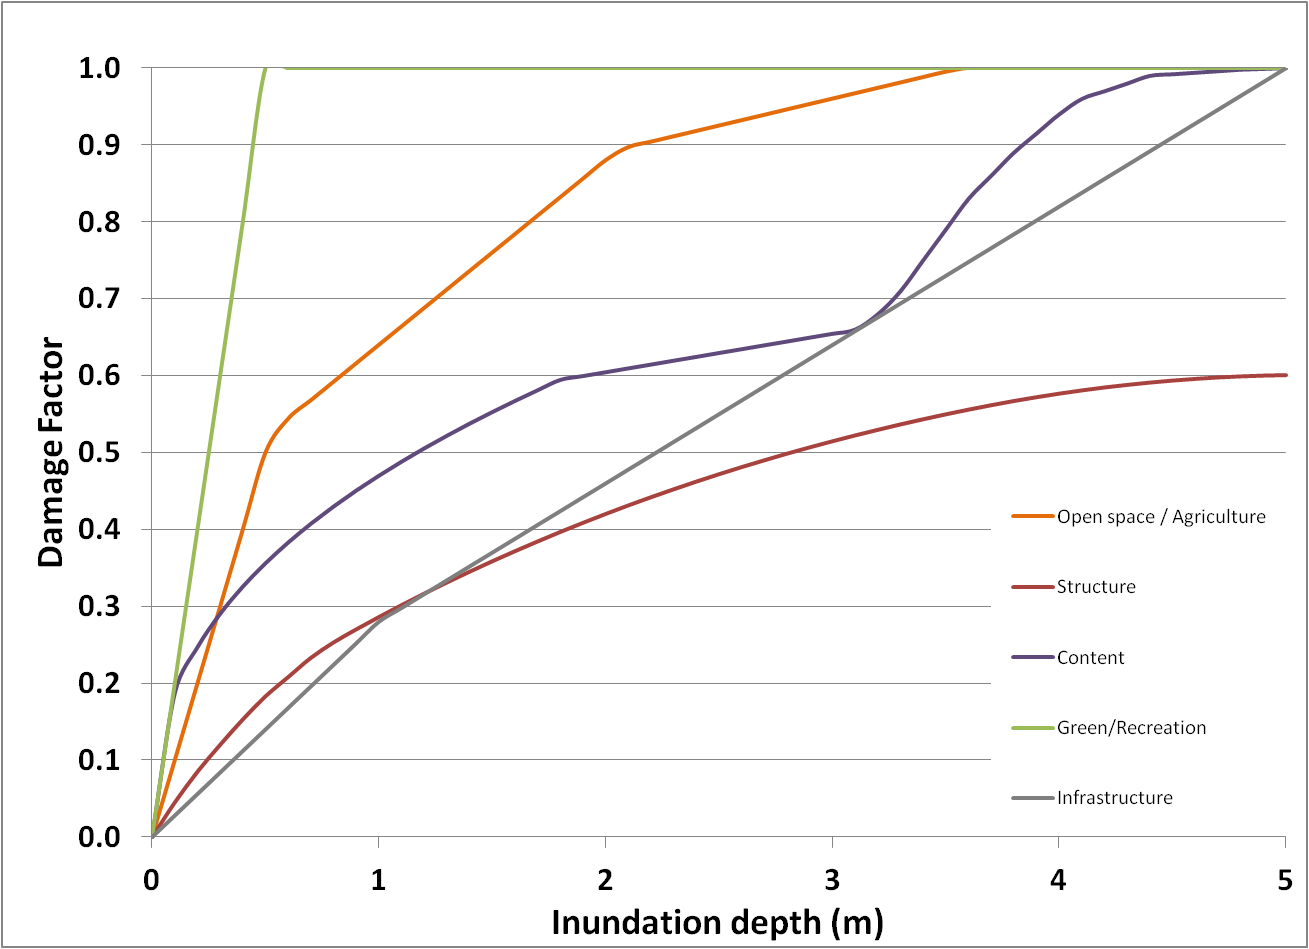 1.0
0.9
0.8
0.7
0.6
0.5
0.4
0.3
0.2
0.1
0.0
Damage Factor
Open space / Agriculture
Structure
Content
Green/Recreation
Infrastructure
0 1 2 3 4 5
Inundation depth (m)